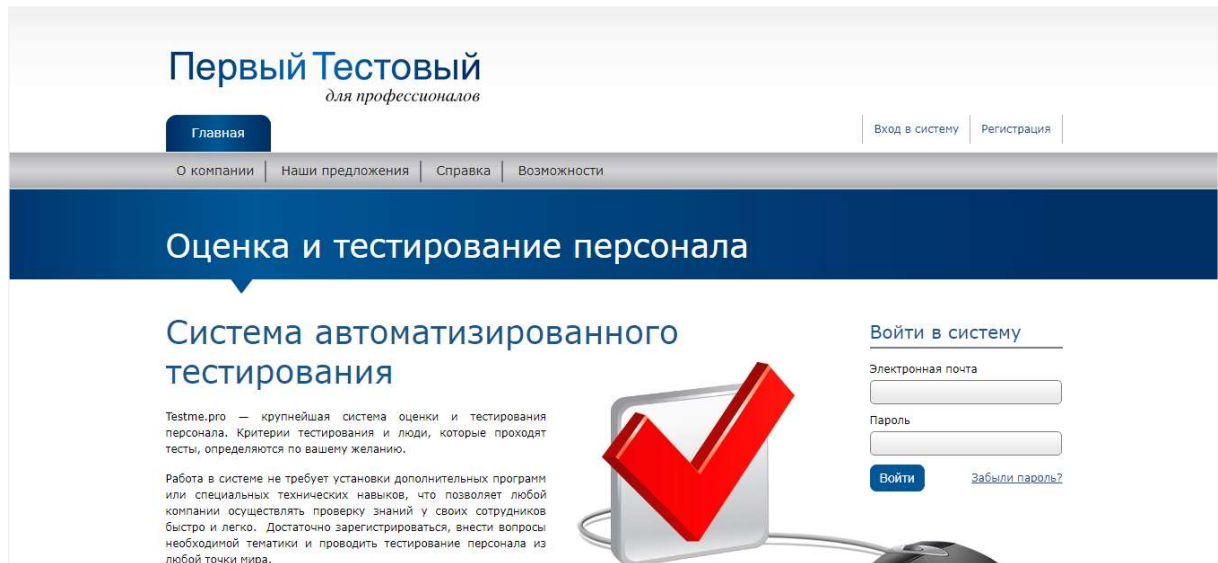 Первый Тестовый
для профессионалов
Главная
Вход в систему
Регистрация
О компании
Наши предложения
Справка
Возможности
Оценка и тестирование персонала
Система автоматизированного
тестирования
Testme.pro — крупнейшая система оценки и тестирования
персонала. Критерии тестирования и люди, которые проходят
тесты, определяются по вашему желанию.
Работа в системе не требует установки дополнительных программ
или специальных технических навыков, что позволяет любой
компании осуществлять проверку знаний у своих сотрудников
быстро и легко. Достаточно зарегистрироваться, внести вопросы
необходимой тематики и проводить тестирование персонала из
любой точки мира.
Войти в систему
Электронная почта
Пароль
Войти
Забыли пароль?